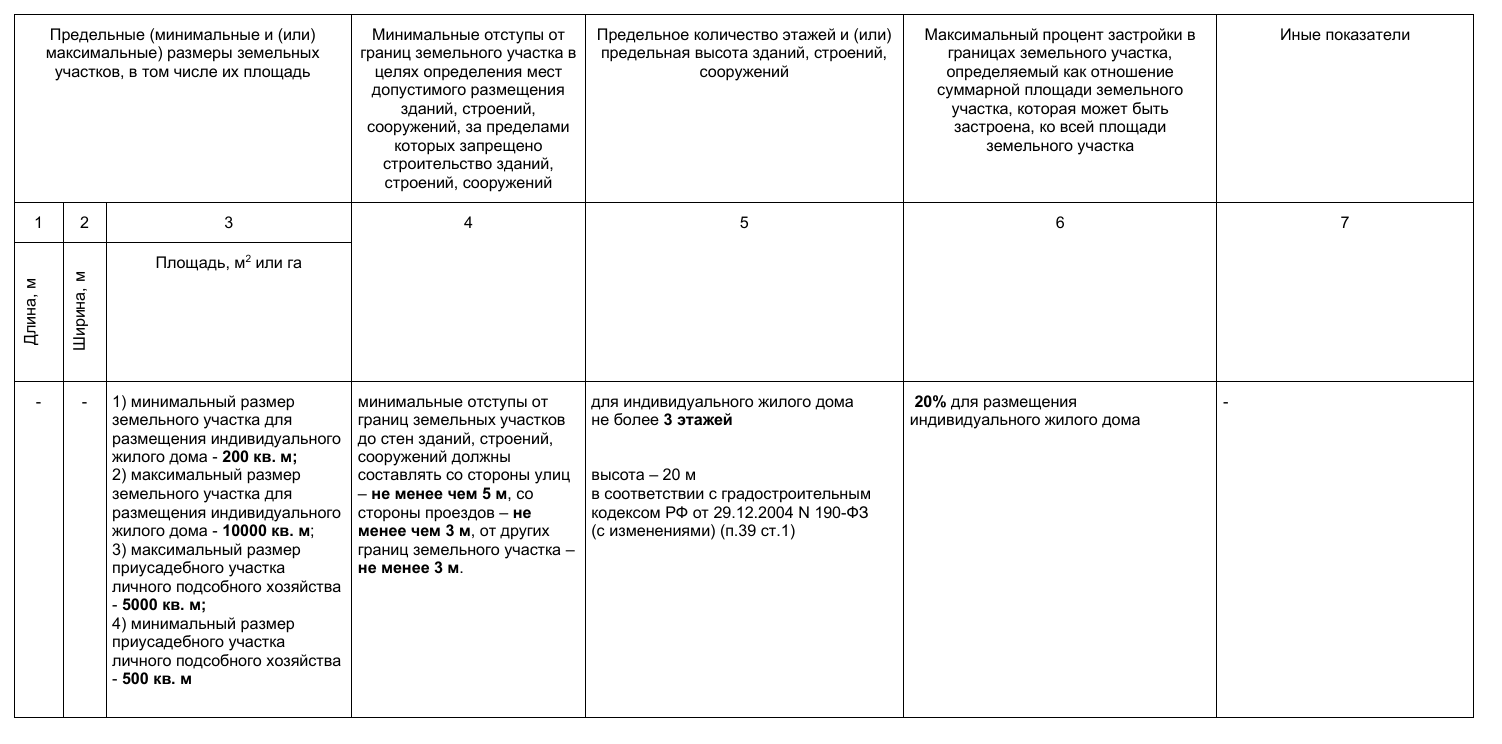 Предельные (минимальные и (или)
максимальные) размеры земельных
участков, в том числе их площадь
Минимальные отступы от
границ земельного участка в
целях определения мест
допустимого размещения
зданий, строений,
сооружений, за пределами
которых запрещено
строительство зданий,
строений, сооружений
Предельное количество этажей и (или)
предельная высота зданий, строений,
сооружений
Максимальный процент застройки в
границах земельного участка,
определяемый как отношение
суммарной площади земельного
участка, которая может быть
застроена, ко всей площади
земельного участка
Иные показатели
1
2
3
4
5
6
7
Длина, м
Ширина, м
Площадь, м² или га
-
-
1) минимальный размер
земельного участка для
размещения индивидуального
жилого дома - 200 кв. м;
2) максимальный размер
земельного участка для
размещения индивидуального
жилого дома - 10000 кв. м;
3) максимальный размер
приусадебного участка
личного подсобного хозяйства
- 5000 кв. м;
4) минимальный размер
приусадебного участка
личного подсобного хозяйства
- 500 кв. м
минимальные отступы от
границ земельных участков
до стен зданий, строений,
сооружений должны
составлять со стороны улиц
– не менее чем 5 м, со
стороны проездов – не
менее чем 3 м, от других
границ земельного участка –
не менее 3 м.
для индивидуального жилого дома
не более 3 этажей
высота – 20 м
в соответствии с градостроительным
кодексом РФ от 29.12.2004 N 190-ФЗ
(с изменениями) (п.39 ст.1)
20% для размещения
индивидуального жилого дома
-